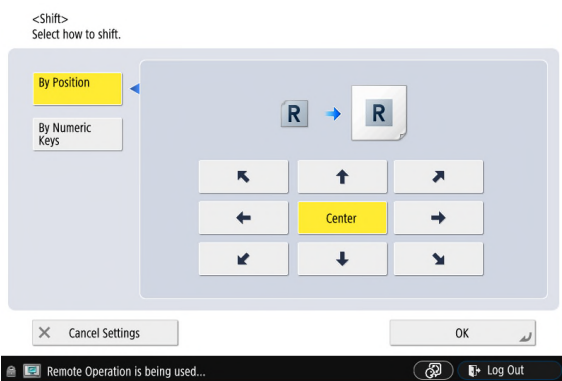 <Shift>
Select how to shift.
By Position
By Numeric
Keys
R
R
Center
Cancel Settings
OK
Remote Operation is being used...
Log Out